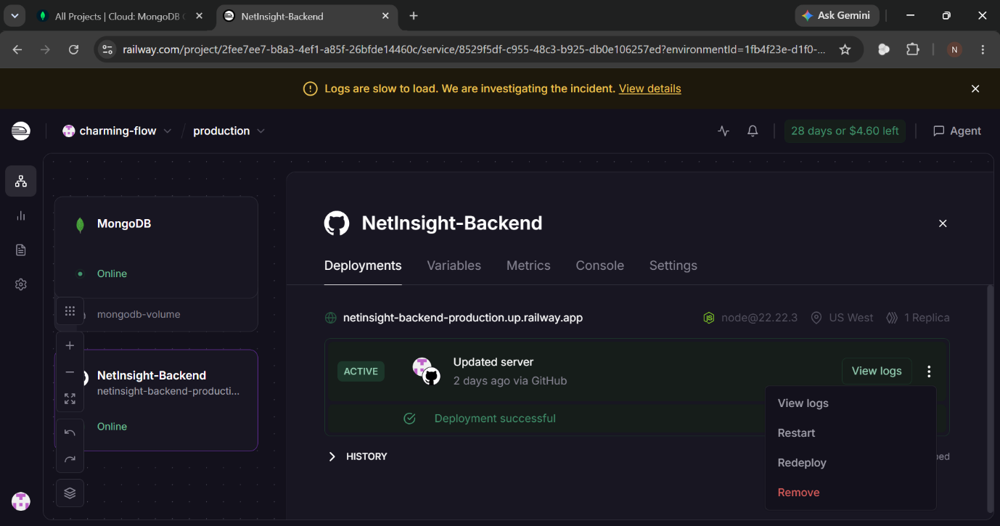 All Projects | Cloud: MongoDB
NetInsight-Backend
Ask Gemini
railway.com/project/2fee7ee7-b8a3-4ef1-a85f-26bfde14460c/service/8529f5df-c955-48c3-b925-db0e106257ed?environmentId=1fb4f23e-d1f0-...
N
Logs are slow to load. We are investigating the incident. View details
charming-flow
/ production
28 days or $4.60 left
Agent
MongoDB
Online
mongodb-volume
NetInsight-Backend
netinsight-backend-producti...
Online
NetInsight-Backend
Deployments Variables Metrics Console Settings
netinsight-backend-production.up.railway.app
JS node@22.22.3 US West 1 Replica
ACTIVE
Updated server
2 days ago via GitHub
View logs
Deployment successful
View logs
Restart
Redeploy
Remove
HISTORY